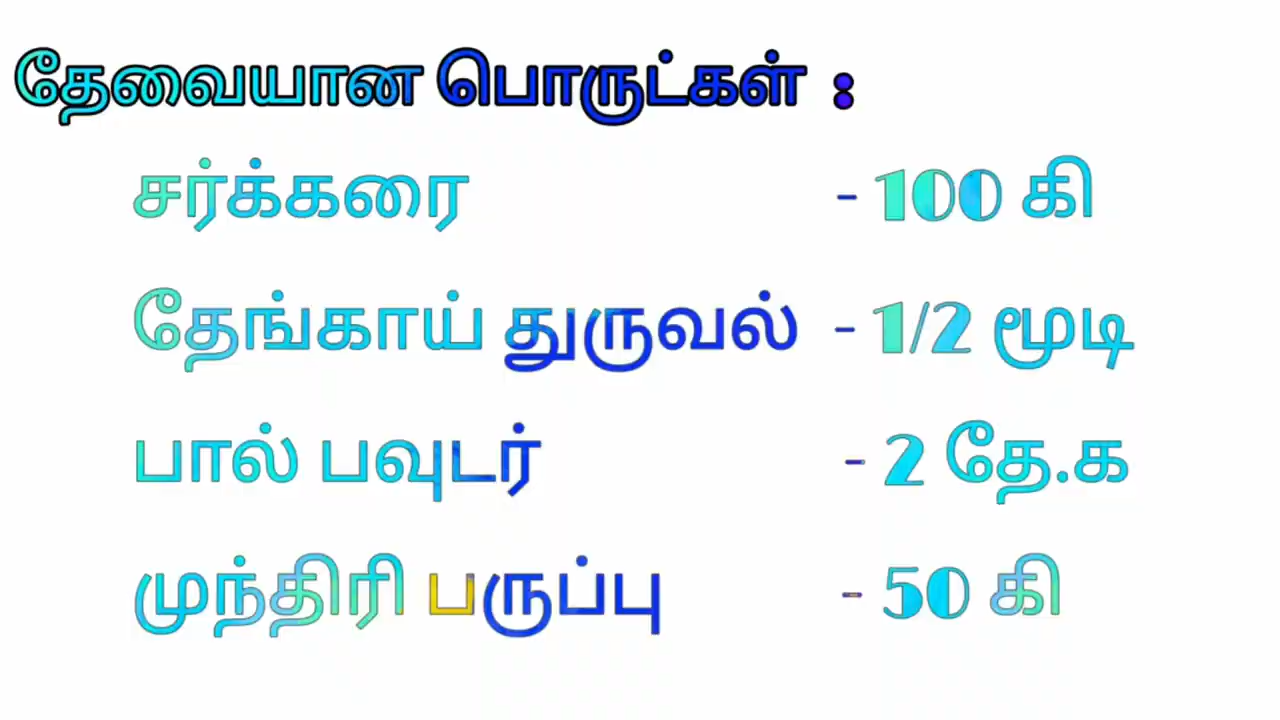 தேவையான பொருட்கள் :
சர்க்கரை - 100 கி
தேங்காய் துருவல் - 1/2 மூடி
பால் பவுடர் - 2 தே.க
முந்திரி பருப்பு - 50 கி